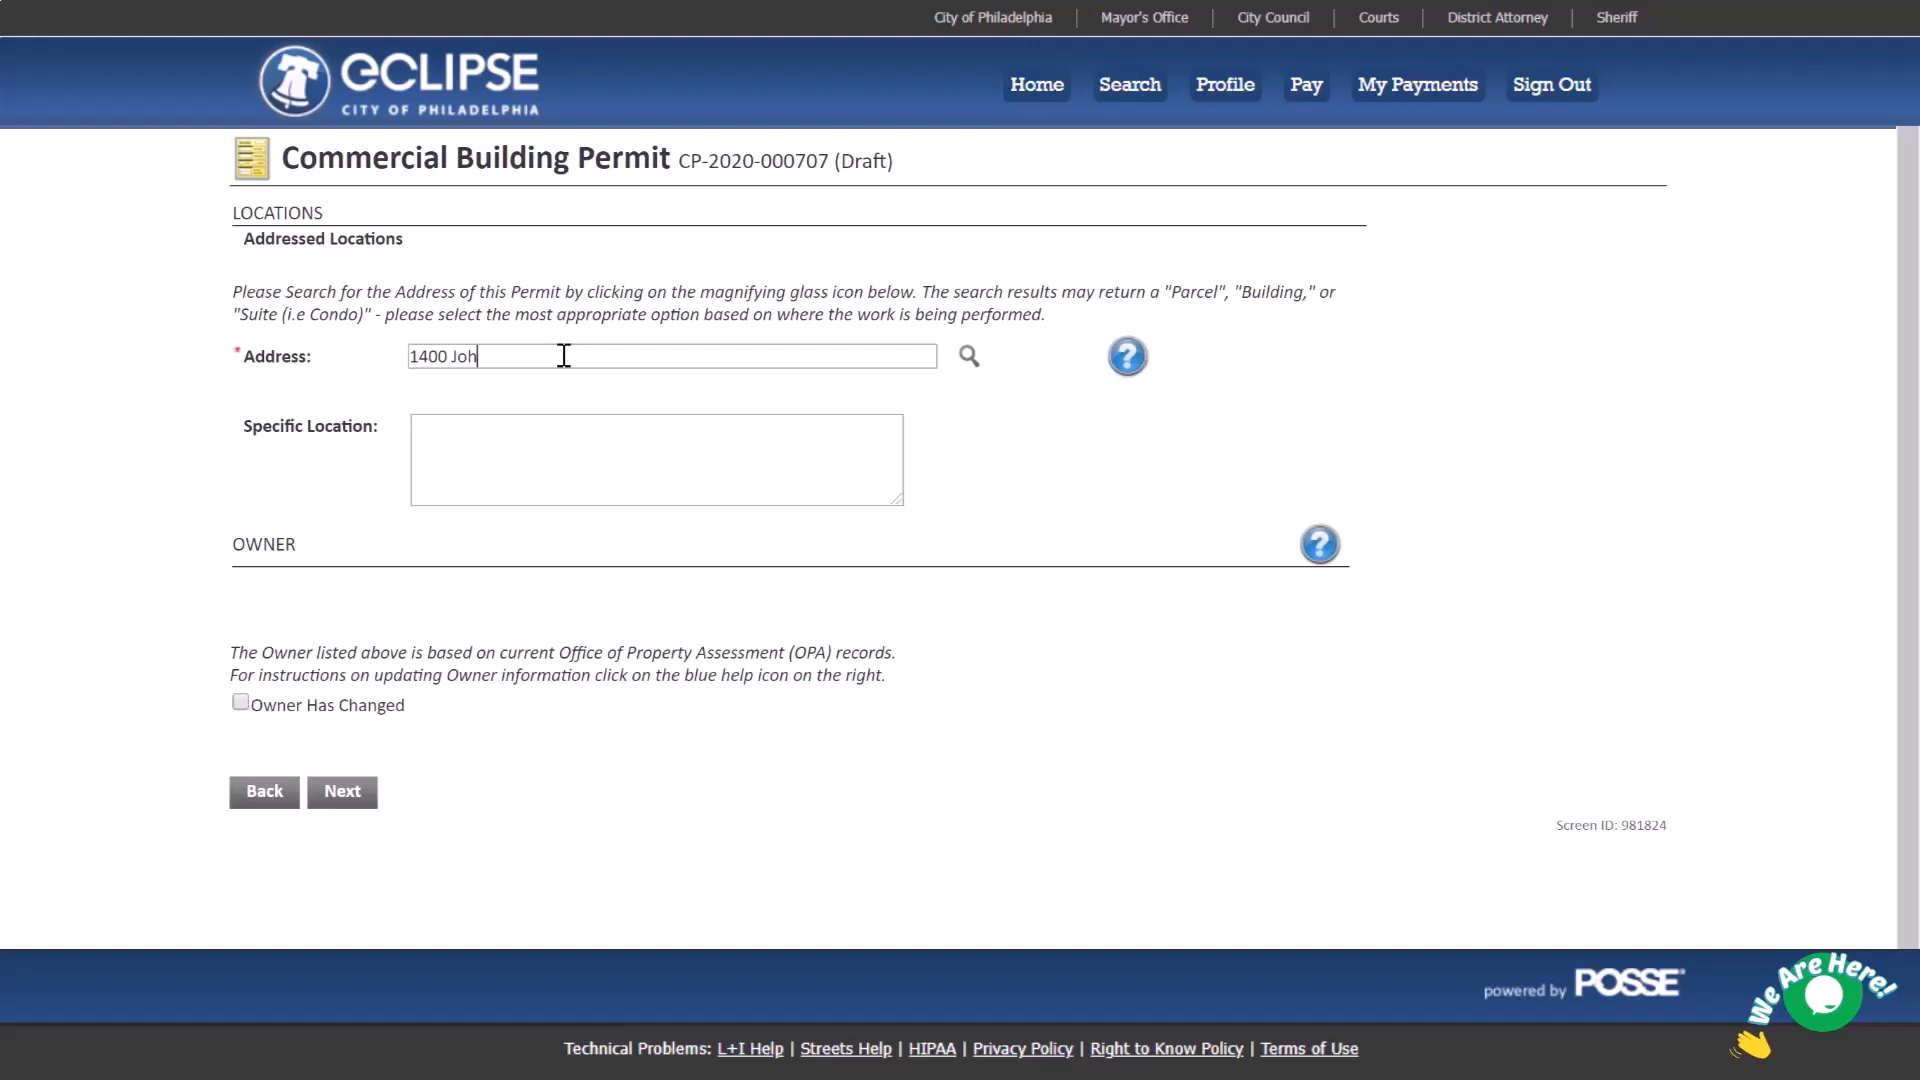 City of Philadelphia | Mayor's Office | City Council | Courts | District Attorney | Sheriff
eCLIPSE
CITY OF PHILADELPHIA
Home Search Profile Pay My Payments Sign Out
Commercial Building Permit CP-2020-000707 (Draft)
LOCATIONS
Addressed Locations
Please Search for the Address of this Permit by clicking on the magnifying glass icon below. The search results may return a "Parcel", "Building," or
"Suite (i.e Condo)" - please select the most appropriate option based on where the work is being performed.
* Address: 1400 Joh
?
Specific Location:
OWNER
?
The Owner listed above is based on current Office of Property Assessment (OPA) records.
For instructions on updating Owner information click on the blue help icon on the right.
Owner Has Changed
Back Next
Screen ID: 981824
powered by POSSE
We Are Here!
Technical Problems: L+I Help | Streets Help | HIPAA | Privacy Policy | Right to Know Policy | Terms of Use